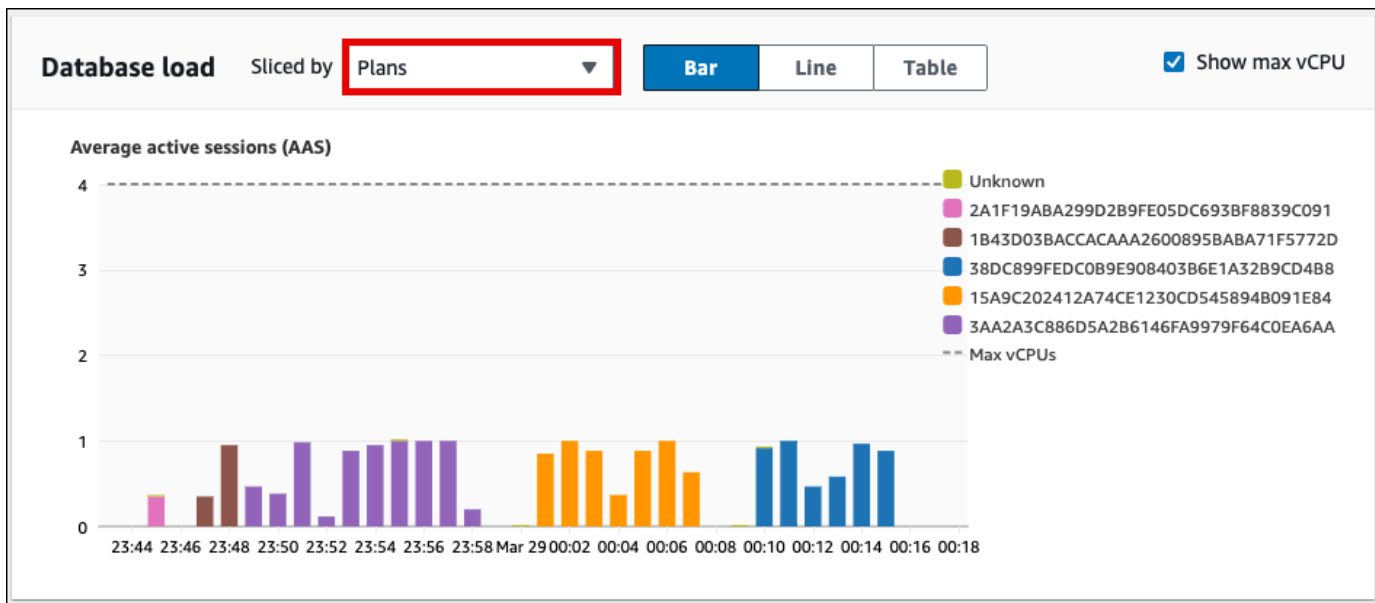 Database load Sliced by Plans Bar Line Table Show max vCPU
Average active sessions (AAS)
4
3
2
1
0
23:44 23:46 23:48 23:50 23:52 23:54 23:56 23:58 Mar 29 00:02 00:04 00:06 00:08 00:10 00:12 00:14 00:16 00:18
Unknown
2A1F19ABA299D2B9FE05DC693BF8839C091
1B43D03BACCACAAA2600895BABA71F5772D
38DC899FEDC0B9E908403B6E1A32B9CD4B8
15A9C202412A74CE1230CD545894B091E84
3AA2A3C886D5A2B6146FA9979F64C0EA6AA
Max vCPUs